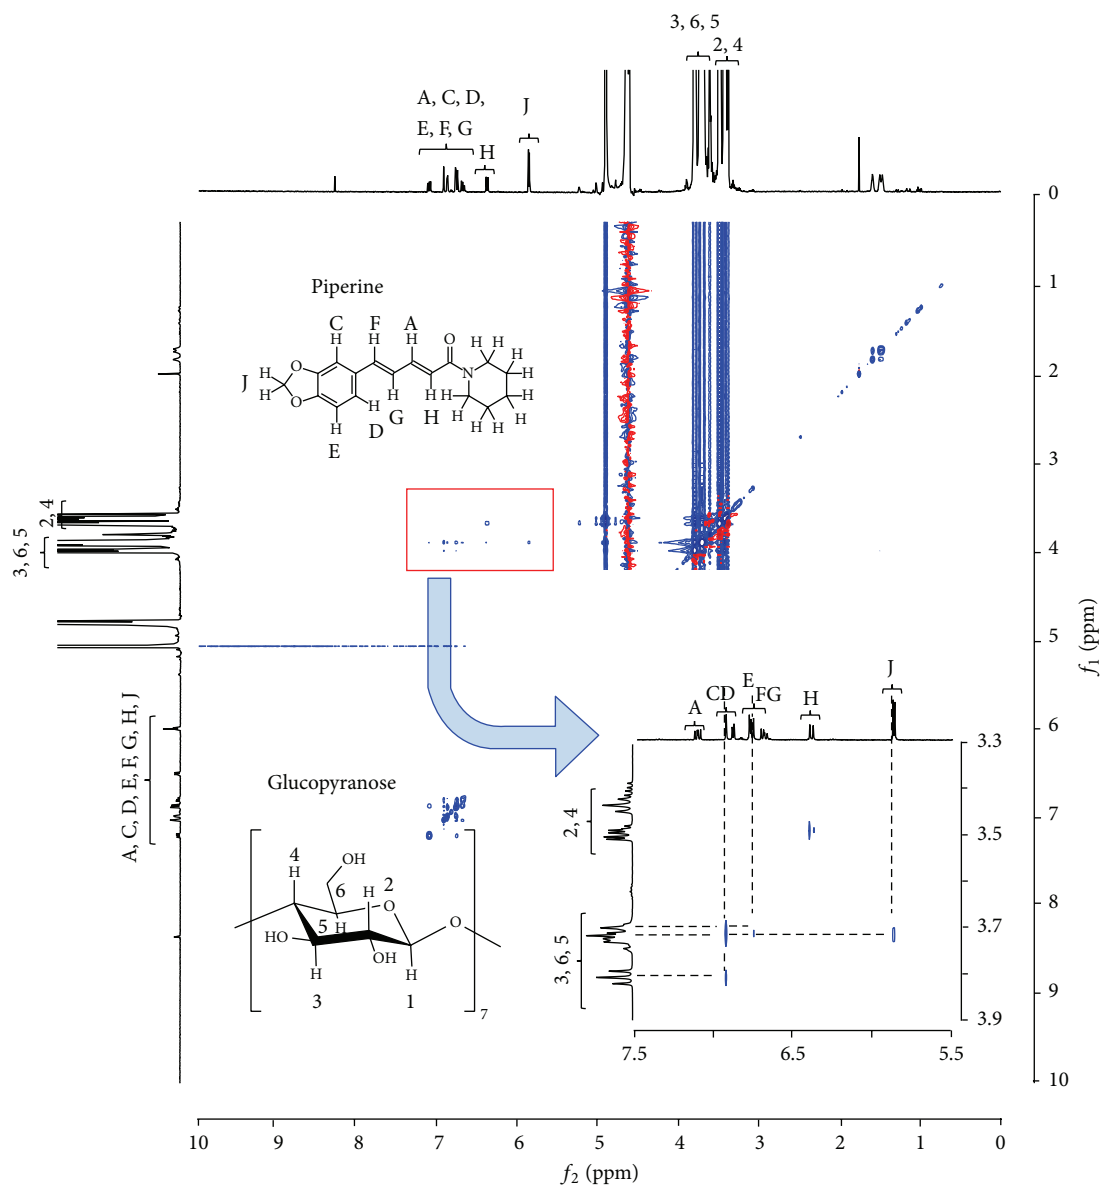 3, 6, 5
2, 4
A, C, D,
E, F, G
H
J
0
1
2
3
4
5
6
7
8
9
10
f1 (ppm)
Piperine
C
F
A
O
H
H
H
H
H
H
O
N
H
H
J
H
H
O
H
H
H
H
H
H
H
H
H
H
G
H
D
E
2, 4
3, 6, 5
A, C, D, E, F, G, H, J
Glucopyranose
4
H
OH
6
H
2
O
5
H
O
HO
HO
OH
H
H
3
1
7
A
CD
E
FG
H
J
2, 4
3, 6, 5
3.3
3.5
3.7
3.9
7.5
6.5
5.5
10
9
8
7
6
5
4
3
2
1
0
f2 (ppm)